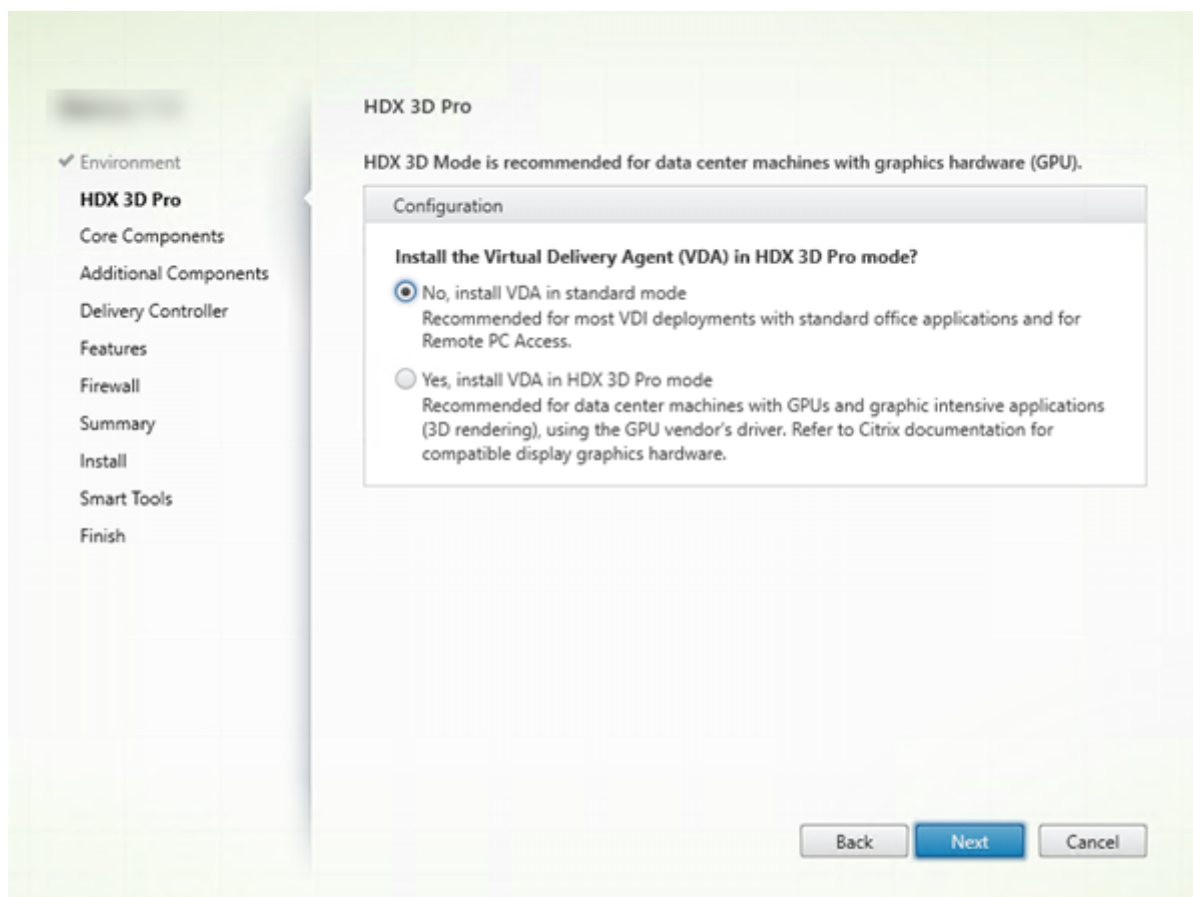 HDX 3D Pro
Environment
HDX 3D Pro
Core Components
Additional Components
Delivery Controller
Features
Firewall
Summary
Install
Smart Tools
Finish
HDX 3D Mode is recommended for data center machines with graphics hardware (GPU).
Configuration
Install the Virtual Delivery Agent (VDA) in HDX 3D Pro mode?
No, install VDA in standard mode
Recommended for most VDI deployments with standard office applications and for
Remote PC Access.
Yes, install VDA in HDX 3D Pro mode
Recommended for data center machines with GPUs and graphic intensive applications
(3D rendering), using the GPU vendor's driver. Refer to Citrix documentation for
compatible display graphics hardware.
Back
Next
Cancel